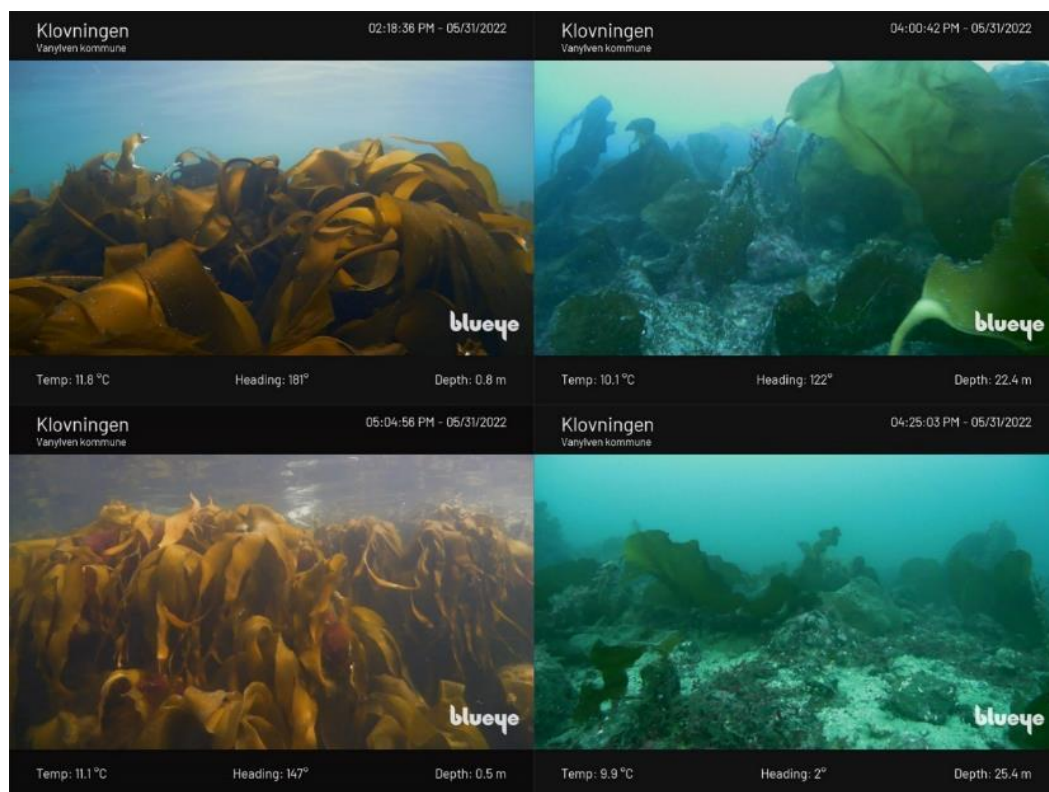 Klovningen
02:18:36 PM - 05/31/2022
Vanylven kommune
blueye
Temp: 11.8 °C Heading: 181° Depth: 0.8 m
Klovningen
04:00:42 PM - 05/31/2022
Vanylven kommune
blueye
Temp: 10.1 °C Heading: 122° Depth: 22.4 m
Klovningen
05:04:56 PM - 05/31/2022
Vanylven kommune
blueye
Temp: 11.1 °C Heading: 147° Depth: 0.5 m
Klovningen
04:25:03 PM - 05/31/2022
Vanylven kommune
blueye
Temp: 9.9 °C Heading: 2° Depth: 25.4 m